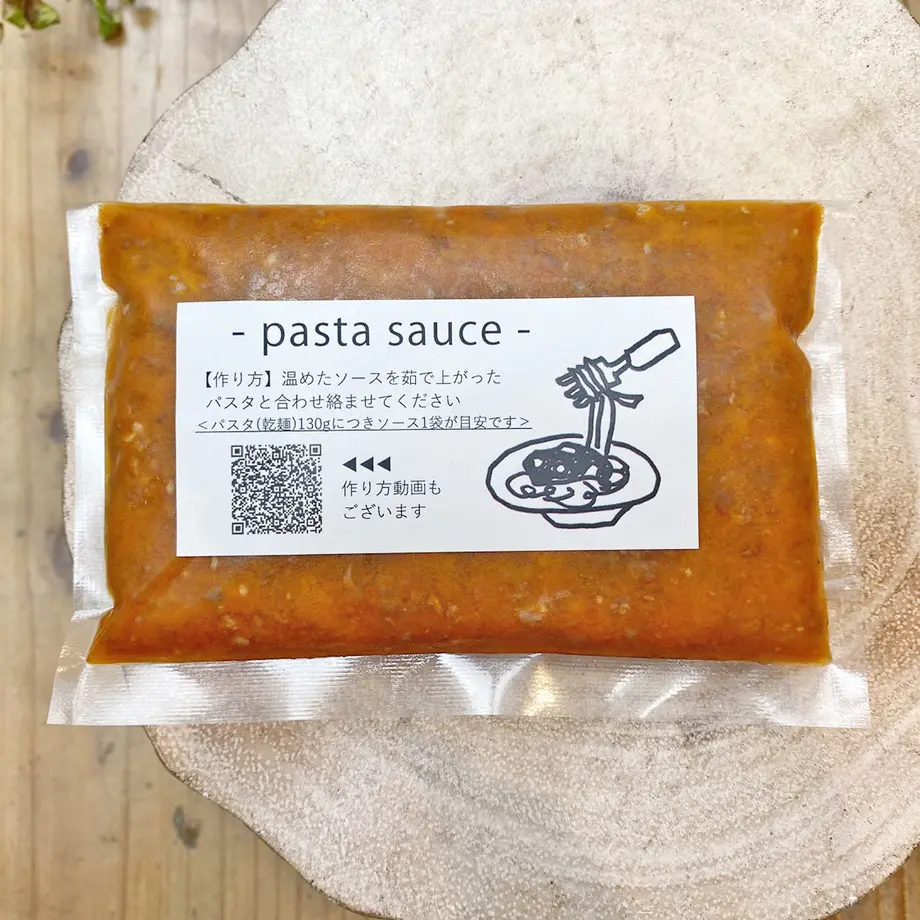 - pasta sauce -
【作り方】温めたソースを茹で上がった
パスタと合わせ絡ませてください
＜パスタ(乾麺)130gにつきソース1袋が目安です＞
◀◀◀
作り方動画も
ございます